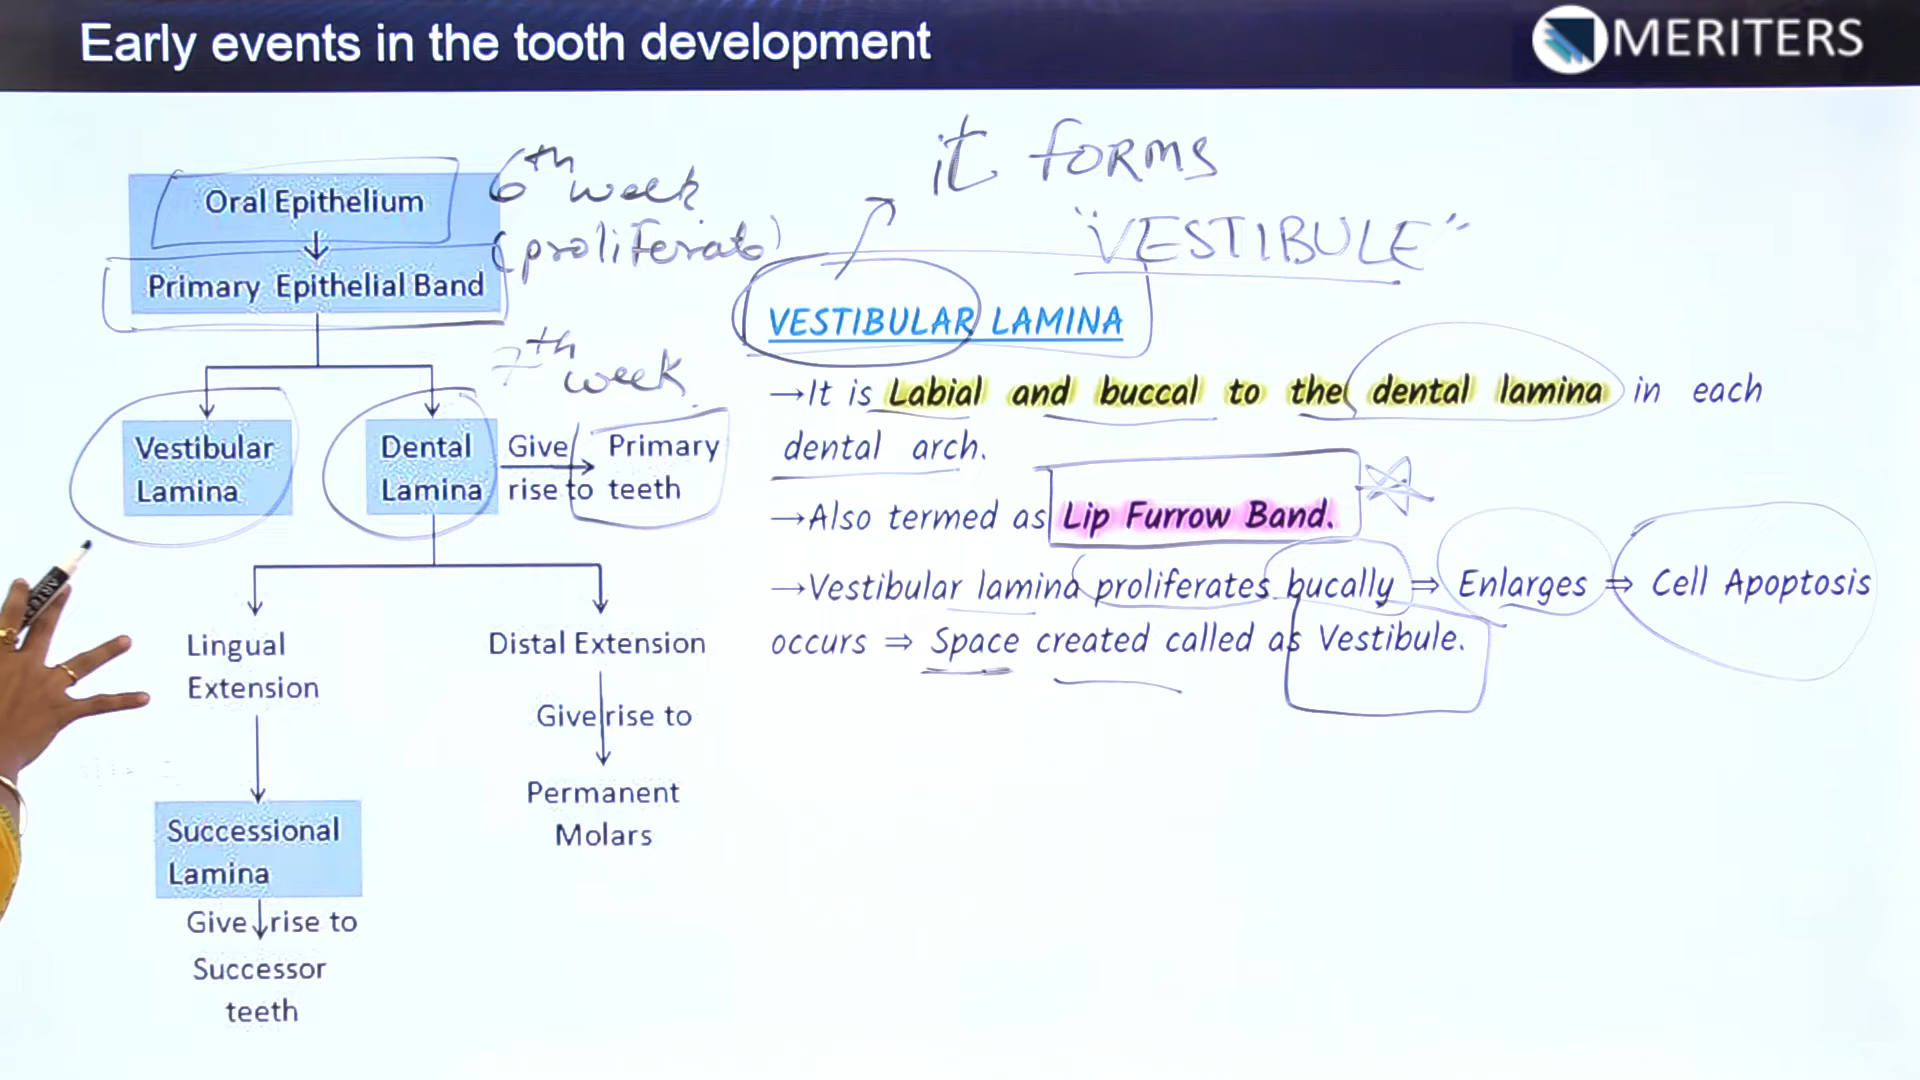 Early events in the tooth development
MERITERS
Oral Epithelium
6th week
(proliferate)
Primary Epithelial Band
7th week
Vestibular
Lamina
Dental
Lamina
Give
rise to
Primary
teeth
Lingual
Extension
Distal Extension
Give rise to
Permanent
Molars
Successional
Lamina
Give rise to
Successor
teeth
it forms
"VESTIBULE"
VESTIBULAR LAMINA
→It is Labial and buccal to the dental lamina in each
dental arch.
→Also termed as Lip Furrow Band.
→Vestibular lamina proliferates bucally ⇒ Enlarges ⇒ Cell Apoptosis
occurs ⇒ Space created called as Vestibule.